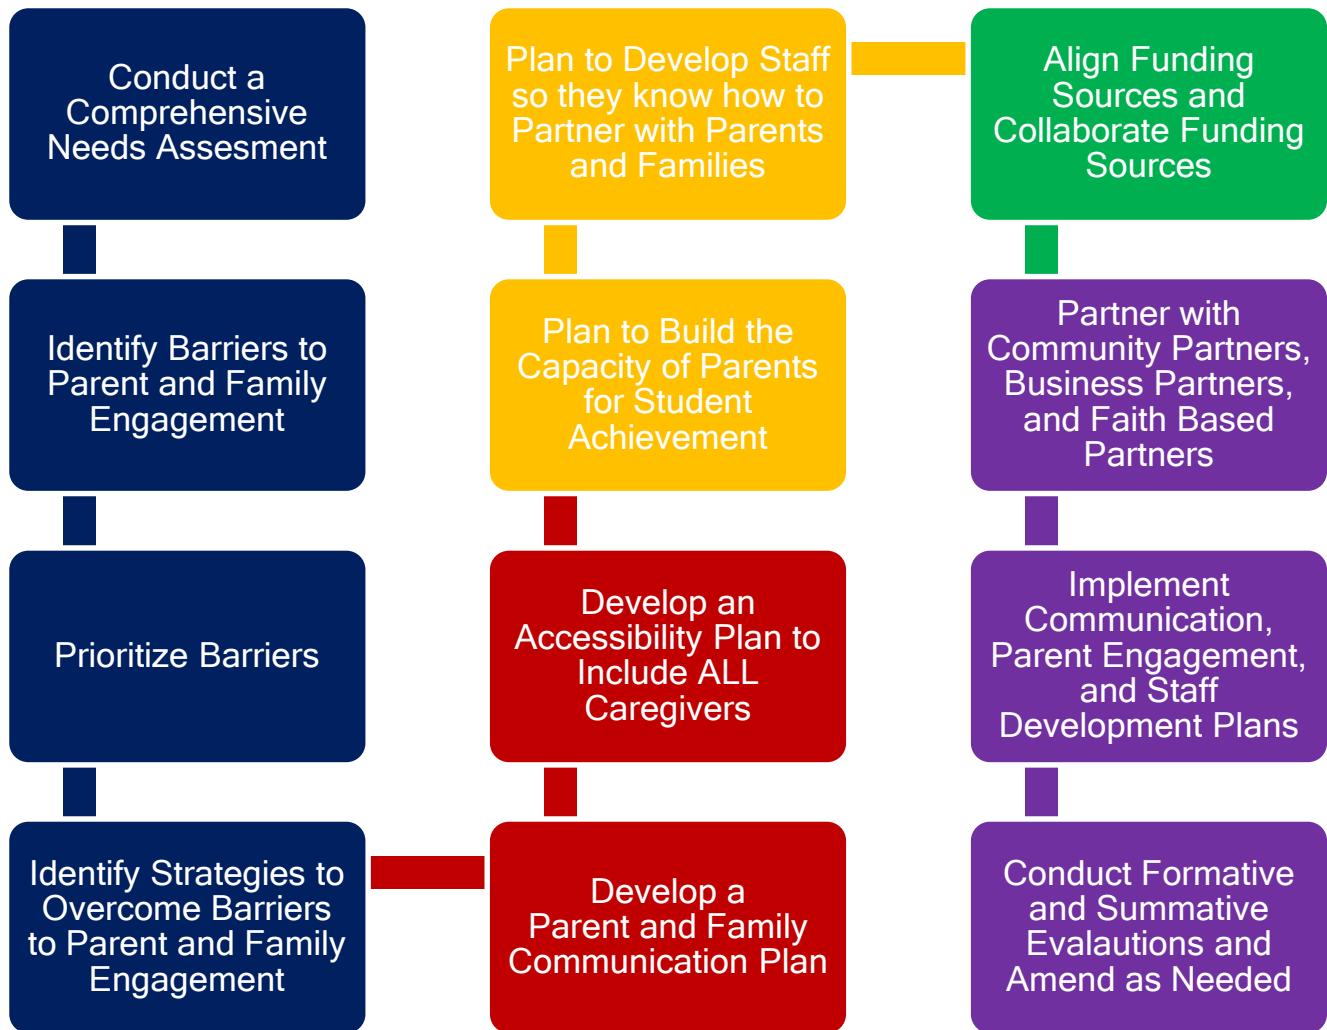 Conduct a
Comprehensive
Needs Assesment
Identify Barriers to
Parent and Family
Engagement
Prioritize Barriers
Identify Strategies to
Overcome Barriers
to Parent and Family
Engagement
Develop a
Parent and Family
Communication Plan
Develop an
Accessibility Plan to
Include ALL
Caregivers
Plan to Build the
Capacity of Parents
for Student
Achievement
Plan to Develop Staff
so they know how to
Partner with Parents
and Families
Align Funding
Sources and
Collaborate Funding
Sources
Partner with
Community Partners,
Business Partners,
and Faith Based
Partners
Implement
Communication,
Parent Engagement,
and Staff
Development Plans
Conduct Formative
and Summative
Evalautions and
Amend as Needed